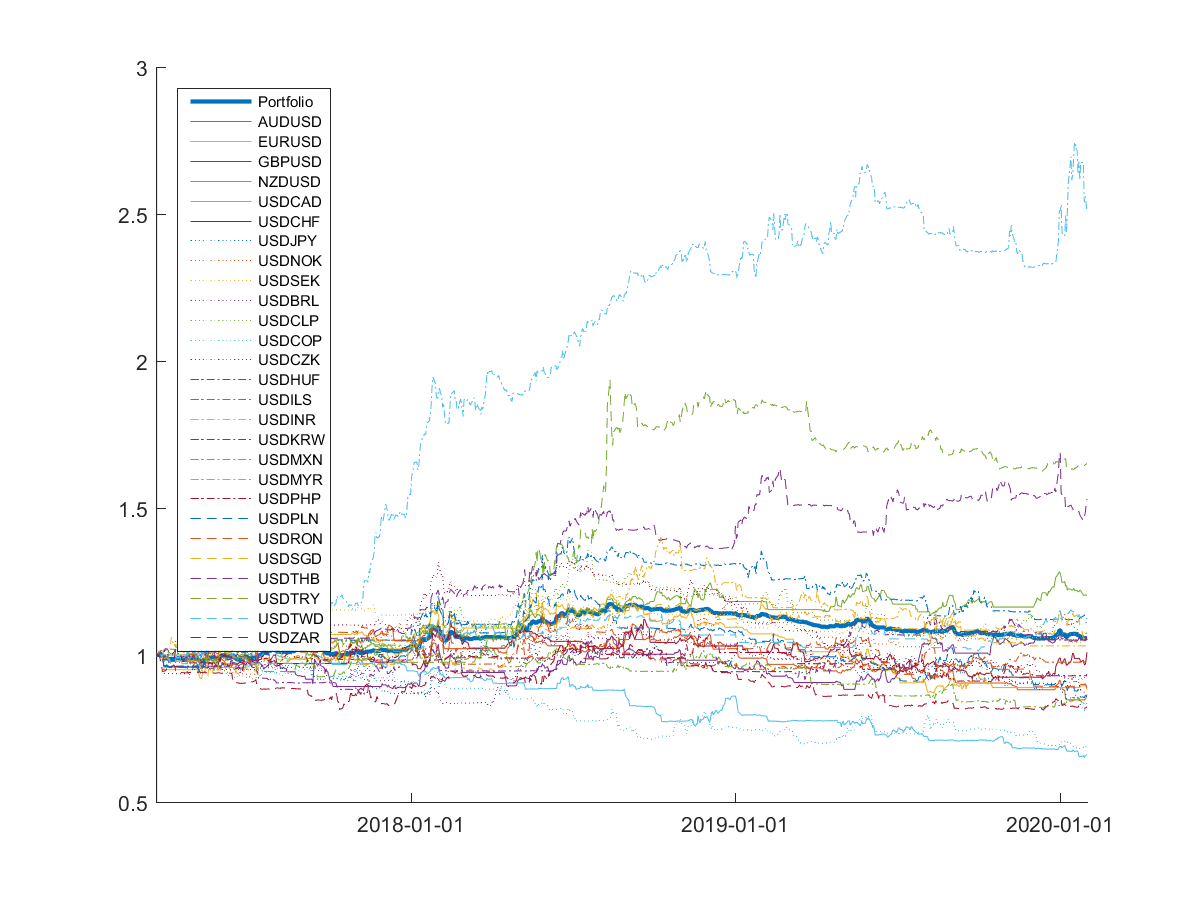 3
2.5
2
1.5
1
0.5
Portfolio
AUDUSD
EURUSD
GBPUSD
NZDUSD
USDCAD
USDCHF
USDJPY
USDNOK
USDSEK
USDBRL
USDCLP
USDCOP
USDCZK
USDHUF
USDILS
USDINR
USDKRW
USDMXN
USDMYR
USDPHP
USDPLN
USDRON
USDSGD
USDTHB
USDTRY
USDTWD
USDZAR
2018-01-01 2019-01-01 2020-01-01